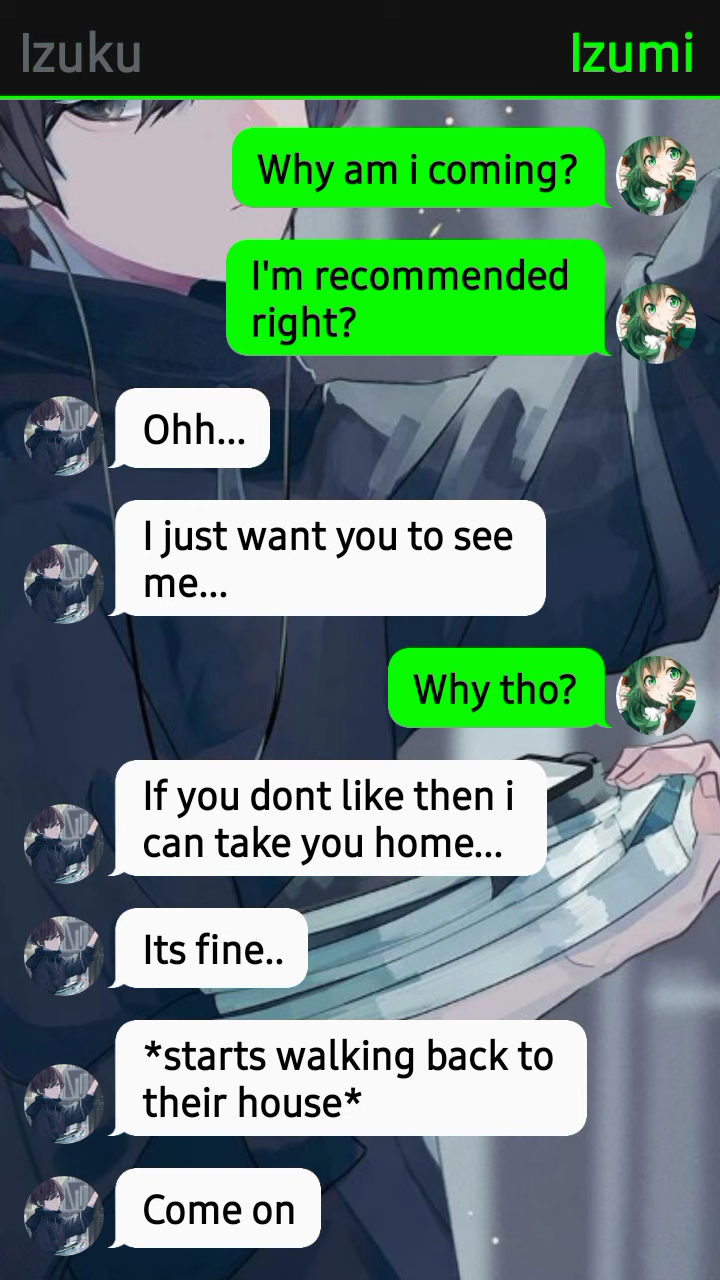 Izuku
Izumi
Why am i coming?
I'm recommended
right?
Ohh...
I just want you to see
me...
Why tho?
If you dont like then i
can take you home...
Its fine..
*starts walking back to
their house*
Come on